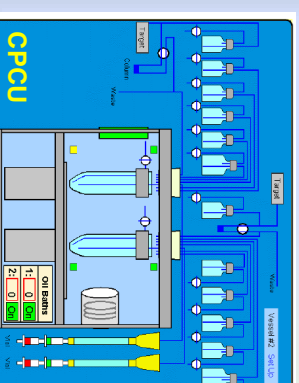 CPCU
Target
Column
Waste
Target
Waste
Vessel #2 Set Up
Oil Baths
1: 0 On
2: 0 On
Vial
Vial